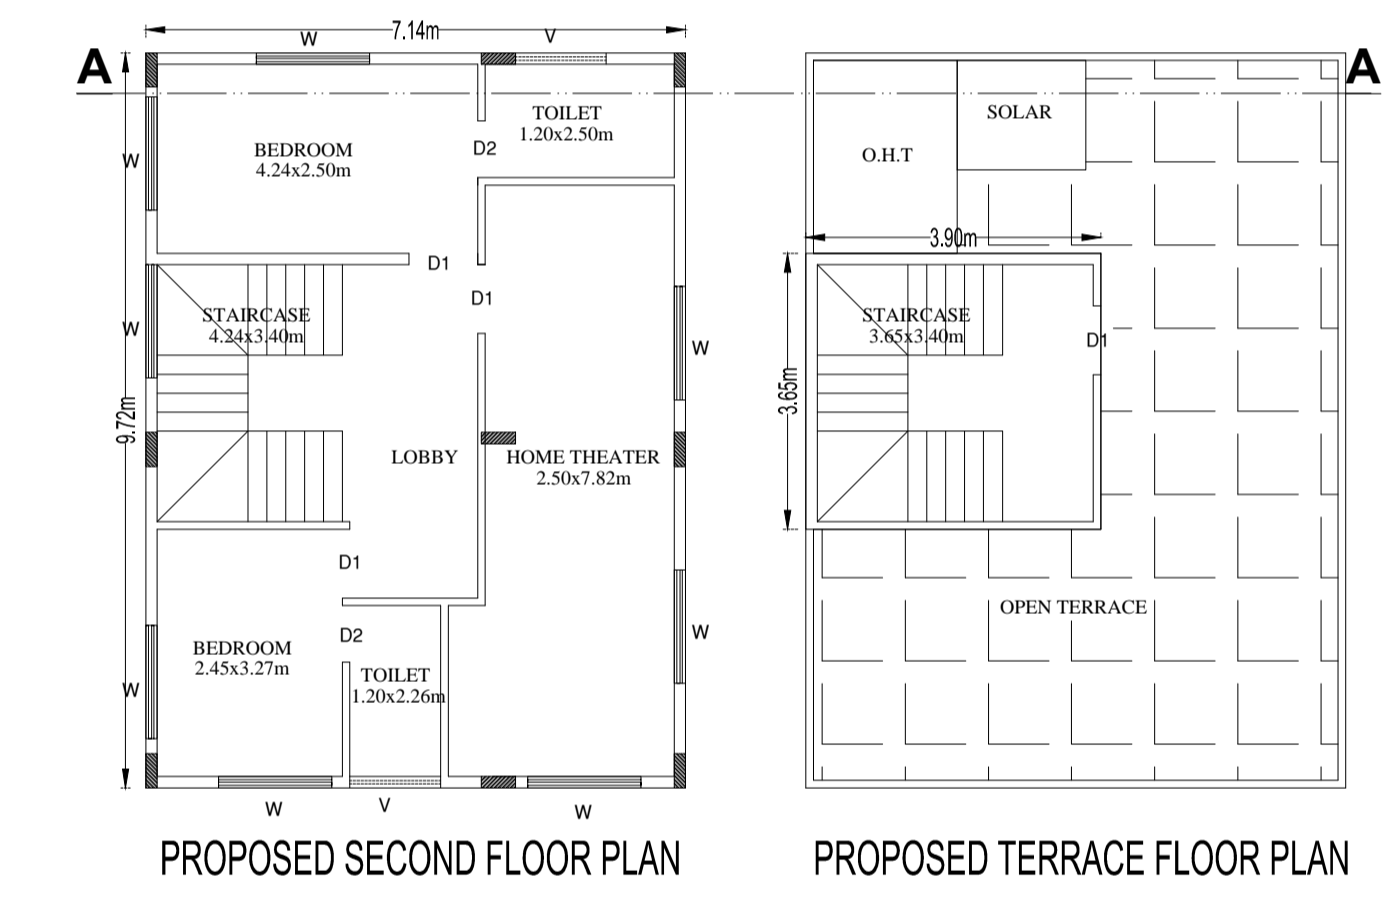 7.14m
W
V
A
A
TOILET
1.20x2.50m
SOLAR
W
BEDROOM
4.24x2.50m
D2
O.H.T
3.90m
D1
D1
W
STAIRCASE
4.24x3.40m
W
STAIRCASE
3.65x3.40m
D1
3.65m
9.72m
LOBBY
HOME THEATER
2.50x7.82m
D1
OPEN TERRACE
D2
W
BEDROOM
2.45x3.27m
TOILET
1.20x2.26m
W
W
V
W
PROPOSED SECOND FLOOR PLAN
PROPOSED TERRACE FLOOR PLAN